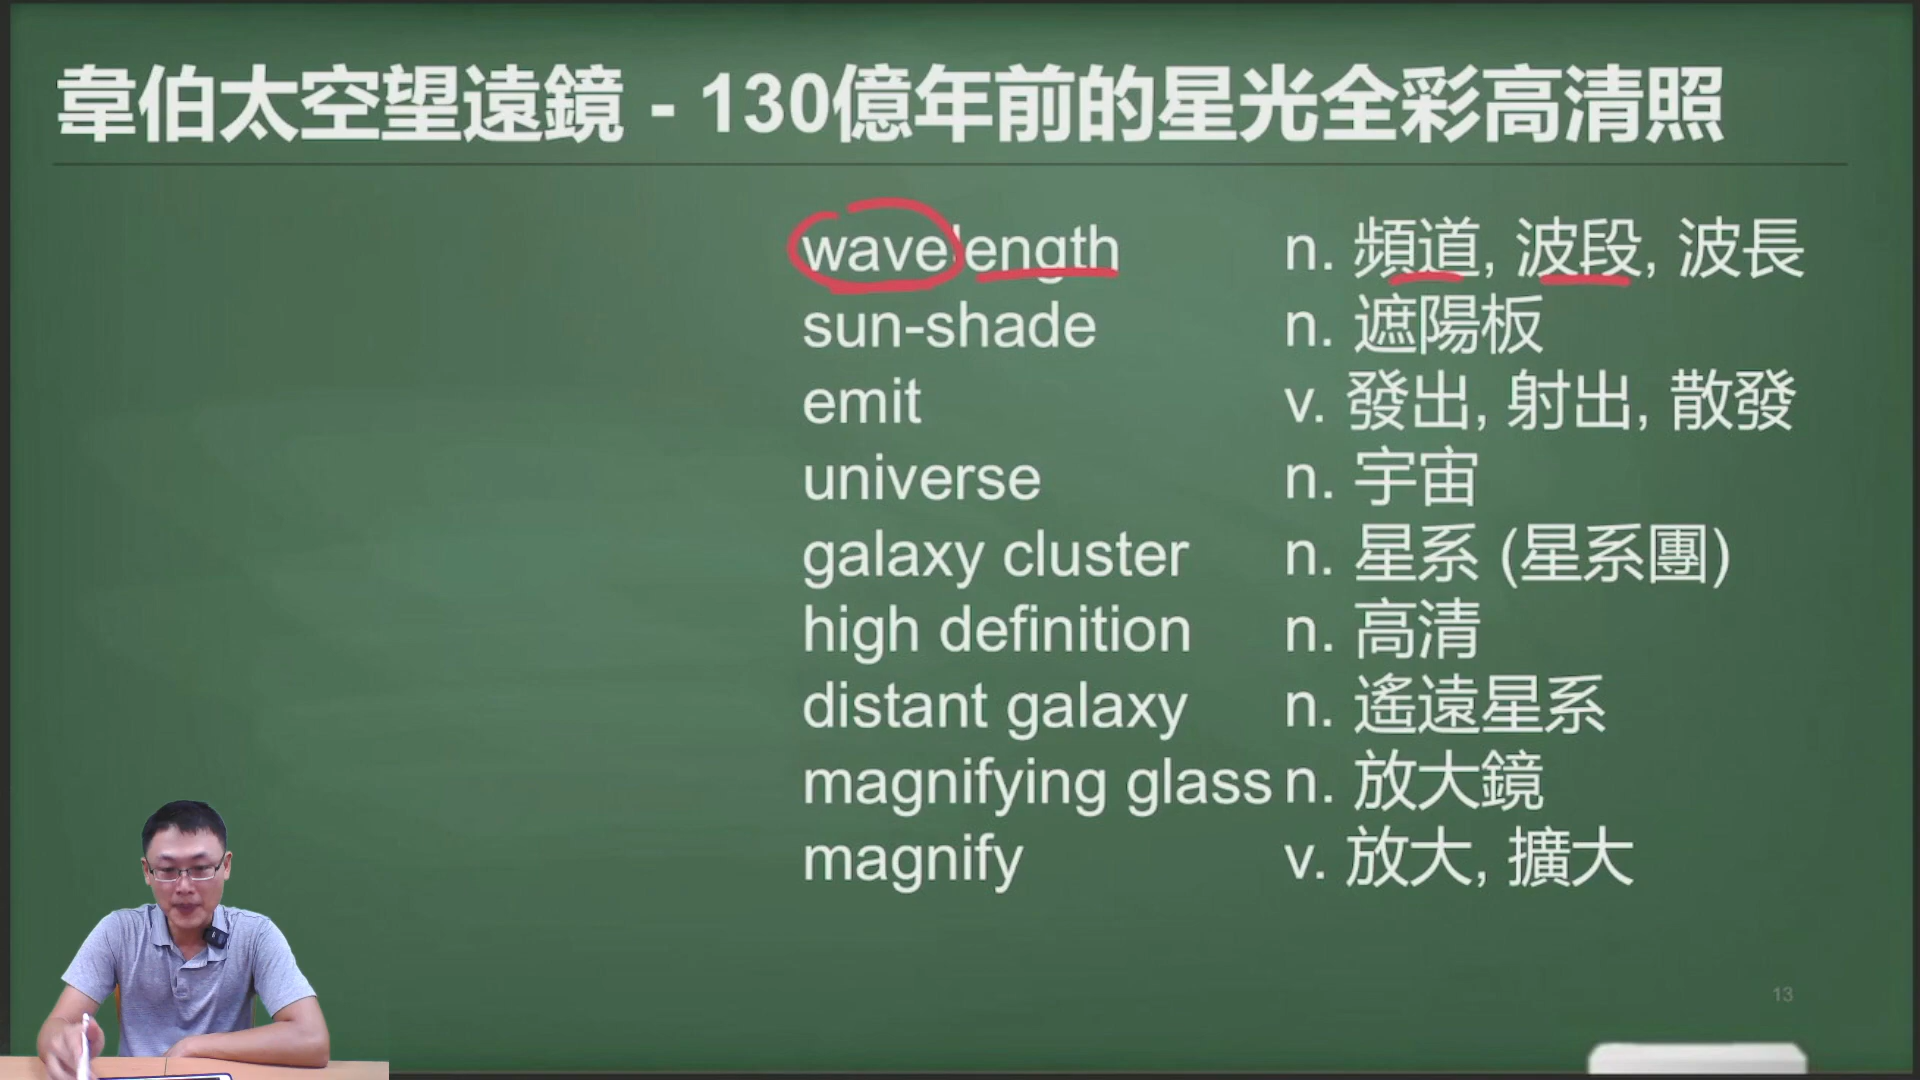 韋伯太空望遠鏡 - 130億年前的星光全彩高清照
wavelength n. 頻道, 波段, 波長
sun-shade n. 遮陽板
emit v. 發出, 射出, 散發
universe n. 宇宙
galaxy cluster n. 星系 (星系團)
high definition n. 高清
distant galaxy n. 遙遠星系
magnifying glass n. 放大鏡
magnify v. 放大, 擴大
13